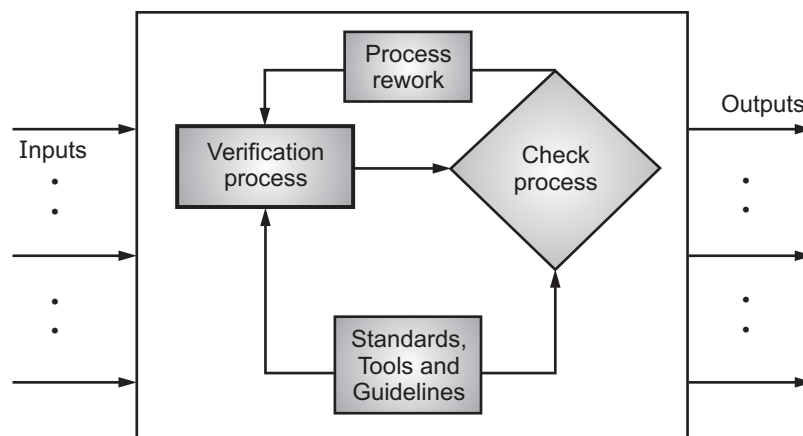 Process
rework
Outputs
Inputs
Verification
process
Check
process
Standards,
Tools and
Guidelines